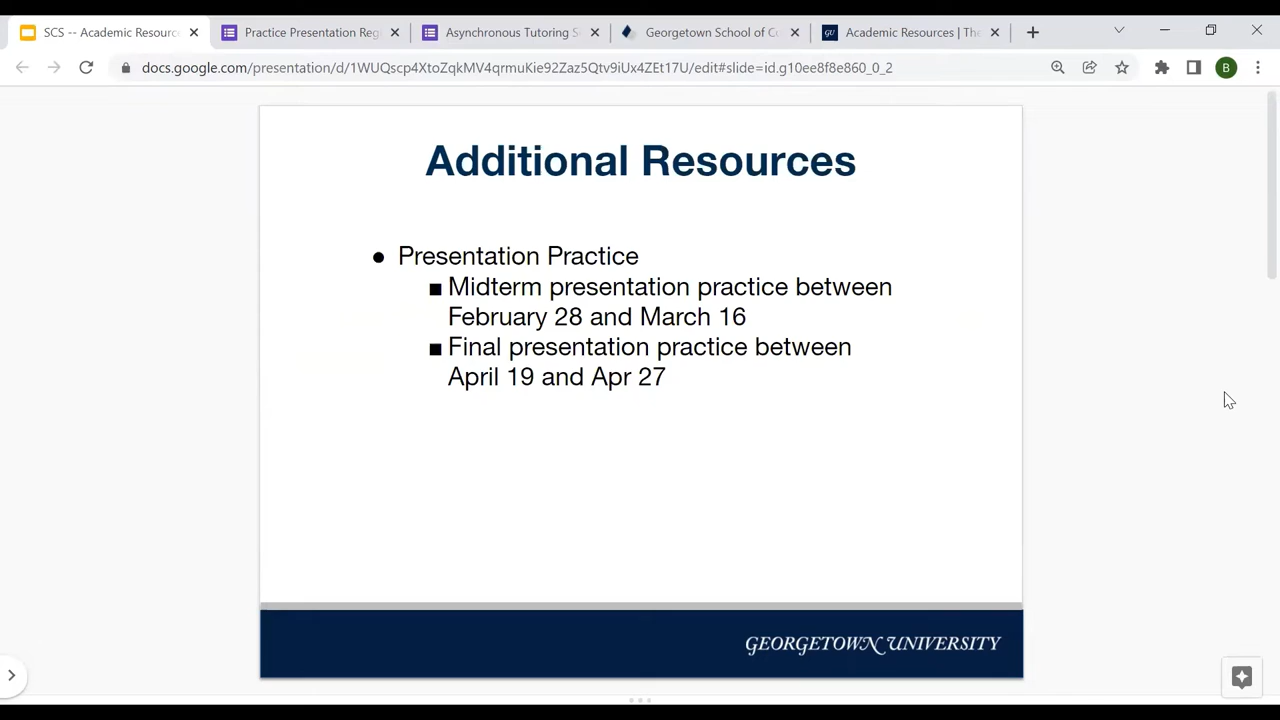 SCS -- Academic Resourc
Practice Presentation Reg
Asynchronous Tutoring S
Georgetown School of Co
Academic Resources | The
docs.google.com/presentation/d/1WUQscp4XtoZqkMV4qrmuKie92Zaz5Qtv9iUx4ZEt17U/edit#slide=id.g10ee8f8e860_0_2
B
Additional Resources
● Presentation Practice
■ Midterm presentation practice between
February 28 and March 16
■ Final presentation practice between
April 19 and Apr 27
GEORGETOWN UNIVERSITY